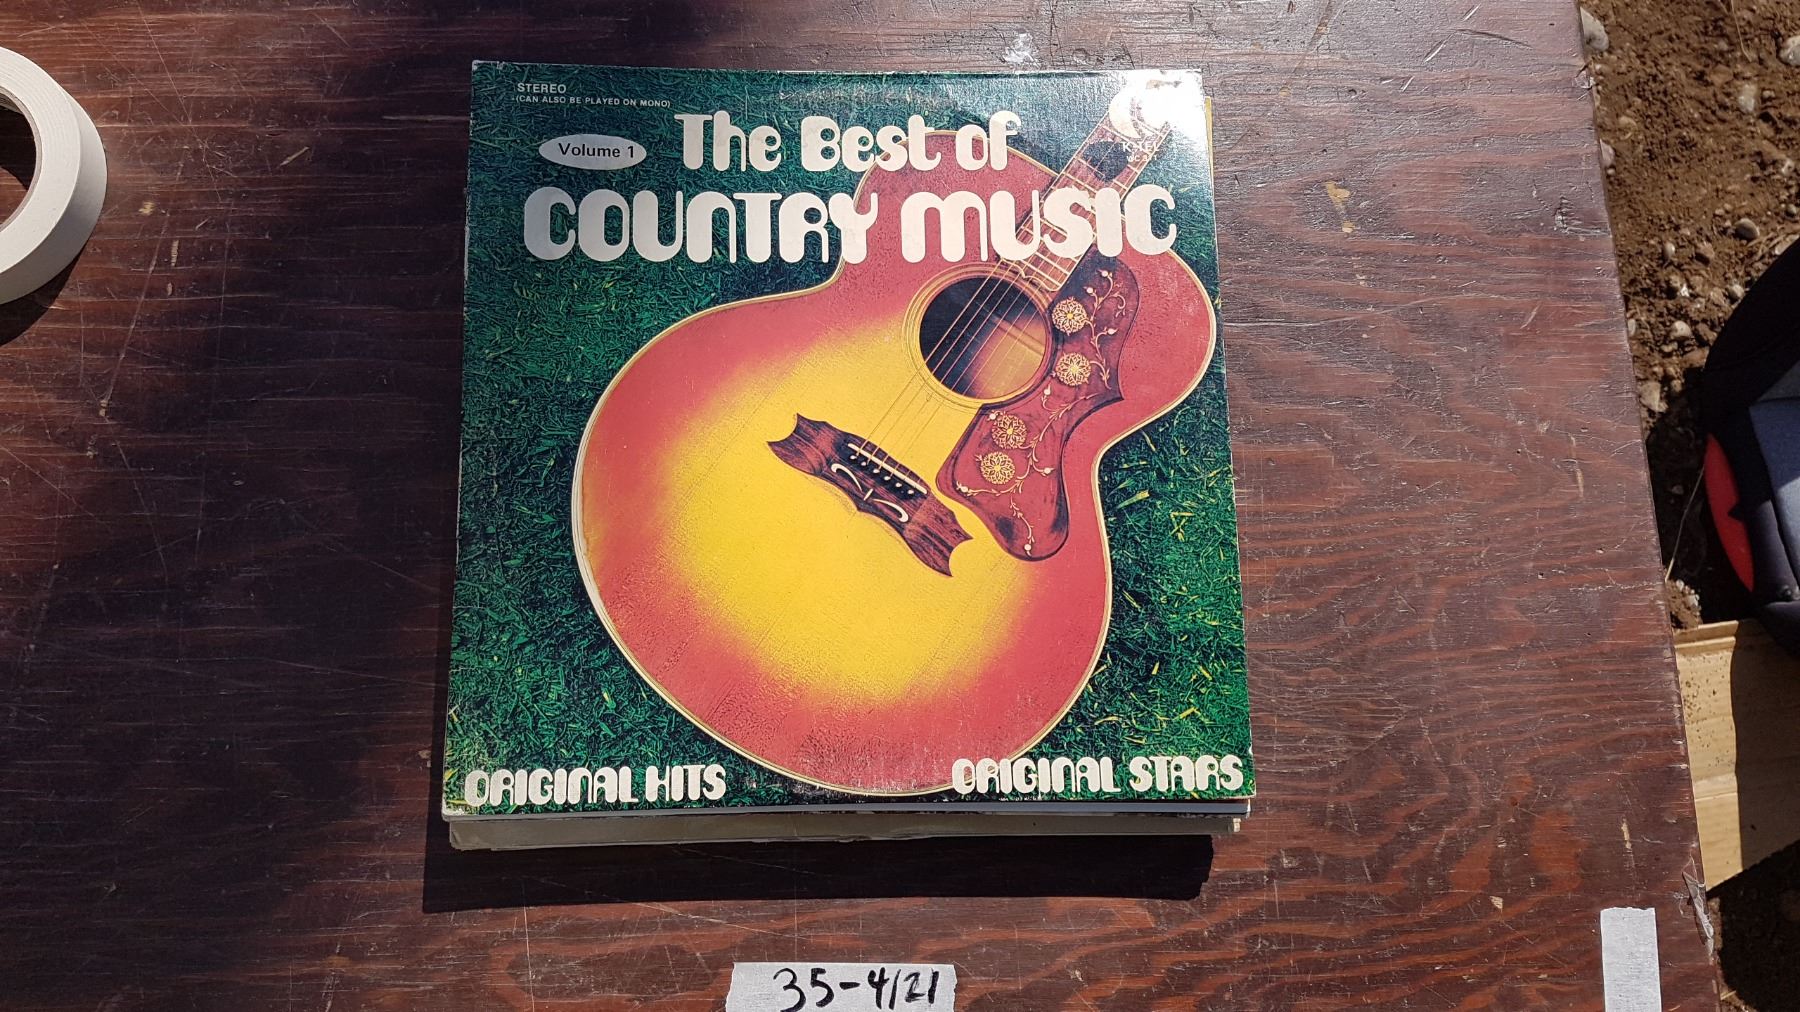 STEREO
(CAN ALSO BE PLAYED ON MONO)
Volume 1
The Best of
COUNTRY MUSIC
K-TEL
ORIGINAL HITS
ORIGINAL STARS
35-4/21